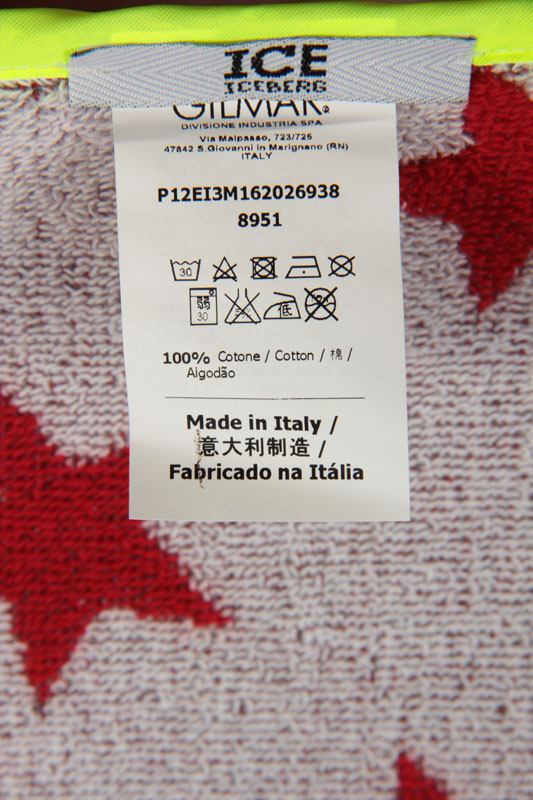 ICE
ICEBERG
GILMAR
DIVISIONE INDUSTRIA SPA
Via Malpasso, 723/725
47842 S.Giovanni in Marignano (RN)
ITALY
P12EI3M162026938
8951
30
弱
30
低
100% Cotone / Cotton / 棉 /
Algodão
Made in Italy /
意大利制造 /
Fabricado na Itália